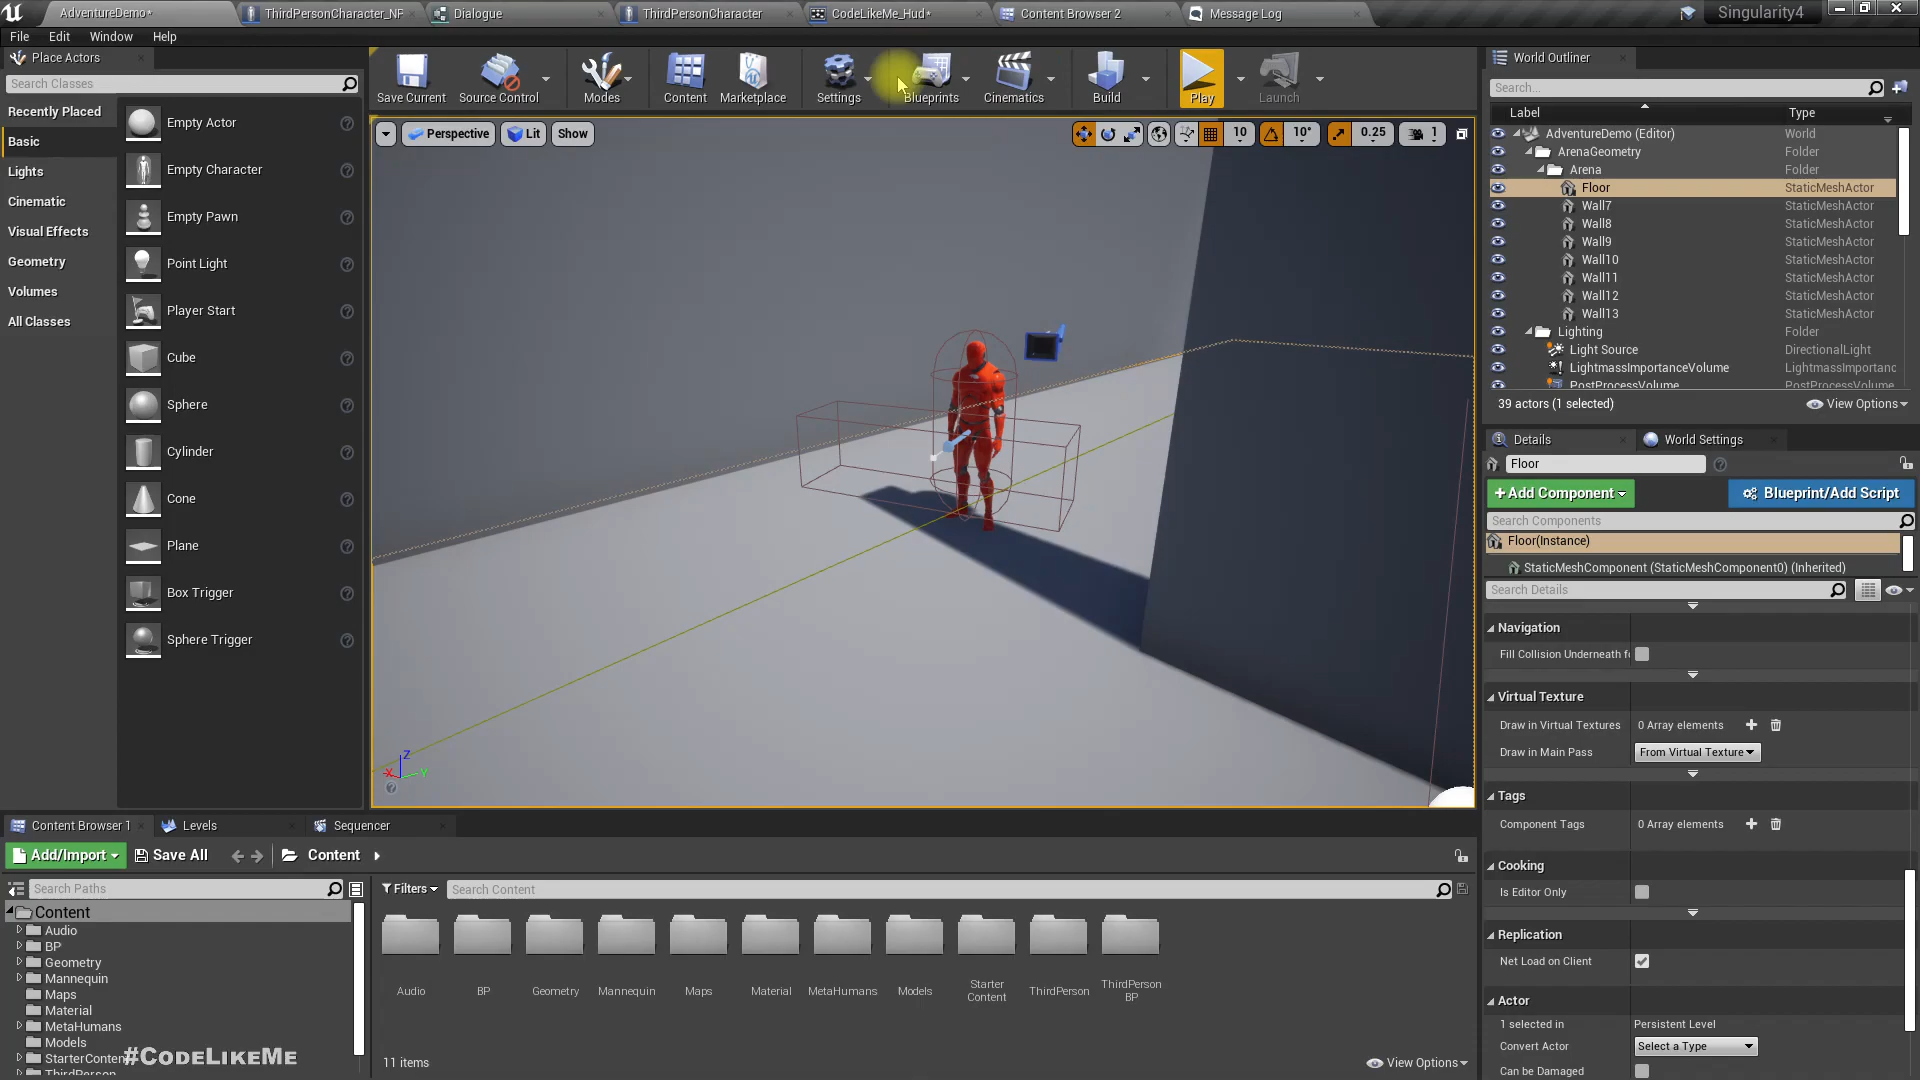 AdventureDemo*
ThirdPersonCharacter_NP
Dialogue
ThirdPersonCharacter
CodeLikeMe_Hud*
Content Browser 2
Message Log
Singularity4
File Edit Window Help
Place Actors
Search Classes
Recently Placed
Basic
Lights
Cinematic
Visual Effects
Geometry
Volumes
All Classes
Empty Actor
Empty Character
Empty Pawn
Point Light
Player Start
Cube
Sphere
Cylinder
Cone
Plane
Box Trigger
Sphere Trigger
Save Current
Source Control
Modes
Content
Marketplace
Settings
Blueprints
Cinematics
Build
Play
Launch
Perspective
Lit
Show
10
10°
0.25
1
Z
X
Y
World Outliner
Search...
Label Type
AdventureDemo (Editor) World
ArenaGeometry Folder
Arena Folder
Floor StaticMeshActor
Wall7 StaticMeshActor
Wall8 StaticMeshActor
Wall9 StaticMeshActor
Wall10 StaticMeshActor
Wall11 StaticMeshActor
Wall12 StaticMeshActor
Wall13 StaticMeshActor
Lighting Folder
Light Source DirectionalLight
LightmassImportanceVolume LightmassImportanc
PostProcessVolume PostProcessVolume
39 actors (1 selected)
View Options
Details
World Settings
Floor
+Add Component
Blueprint/Add Script
Search Components
Floor(Instance)
StaticMeshComponent (StaticMeshComponent0) (Inherited)
Search Details
Navigation
Fill Collision Underneath f
Virtual Texture
Draw in Virtual Textures 0 Array elements
Draw in Main Pass From Virtual Texture
Tags
Component Tags 0 Array elements
Cooking
Is Editor Only
Replication
Net Load on Client
Actor
1 selected in Persistent Level
Convert Actor Select a Type
Can be Damaged
Content Browser 1
Levels
Sequencer
Add/Import
Save All
Content
Search Paths
Filters
Search Content
Content
Audio
BP
Geometry
Mannequin
Maps
Material
MetaHumans
Models
StarterConten
ThirdPerson
Audio
BP
Geometry
Mannequin
Maps
Material
MetaHumans
Models
Starter Content
ThirdPerson
ThirdPerson BP
#CodeLikeMe
11 items
View Options